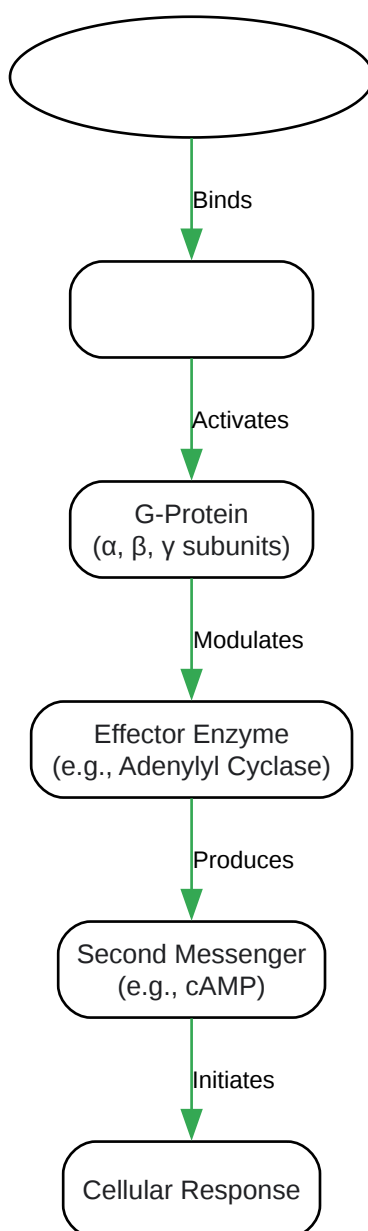 Binds
Activates
G-Protein
(α, β, γ subunits)
Modulates
Effector Enzyme
(e.g., Adenylyl Cyclase)
Produces
Second Messenger
(e.g., cAMP)
Initiates
Cellular Response